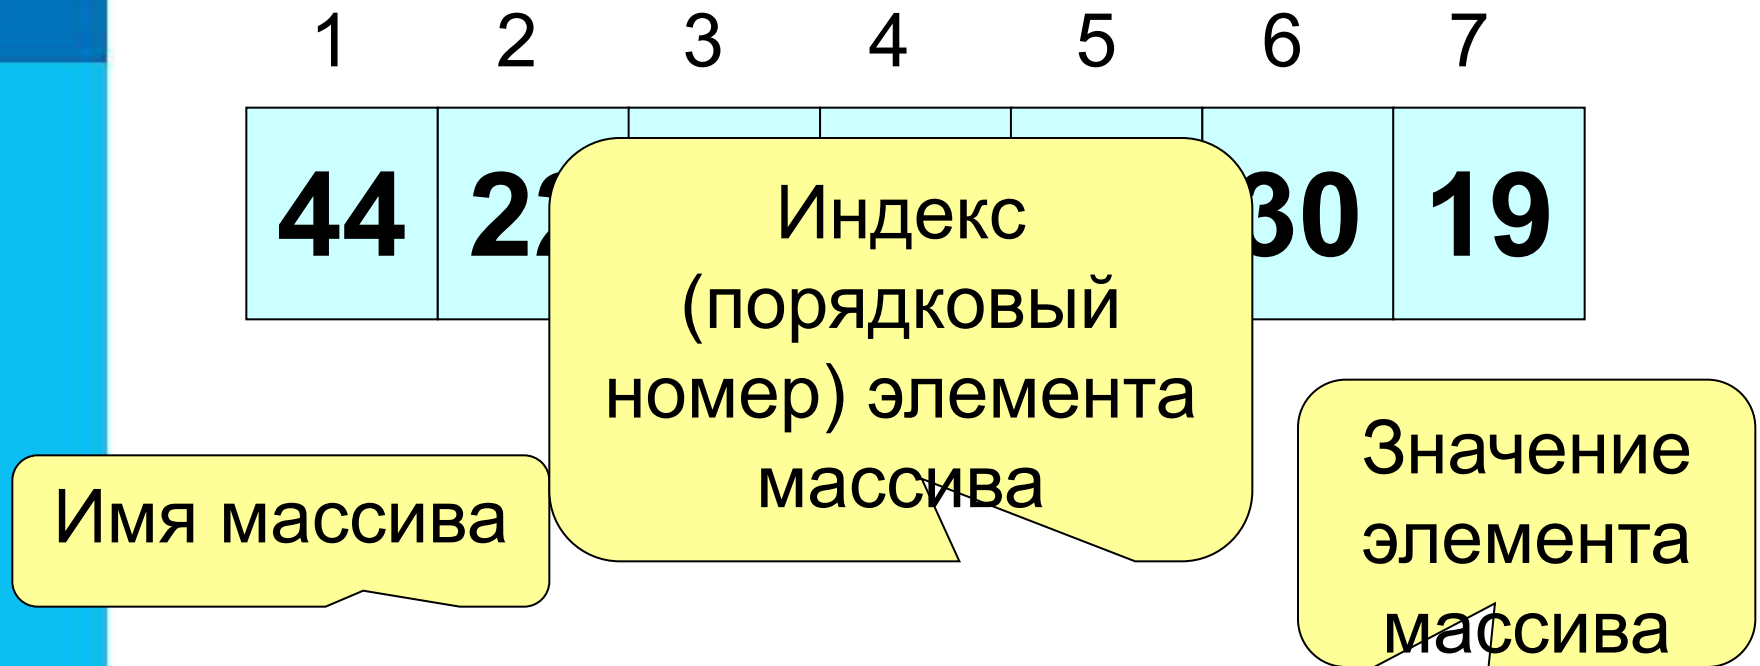 1 2 3 4 5 6 7
44 30 19
Индекс
(порядковый
номер) элемента
массива
Имя массива
Значение
элемента
массива